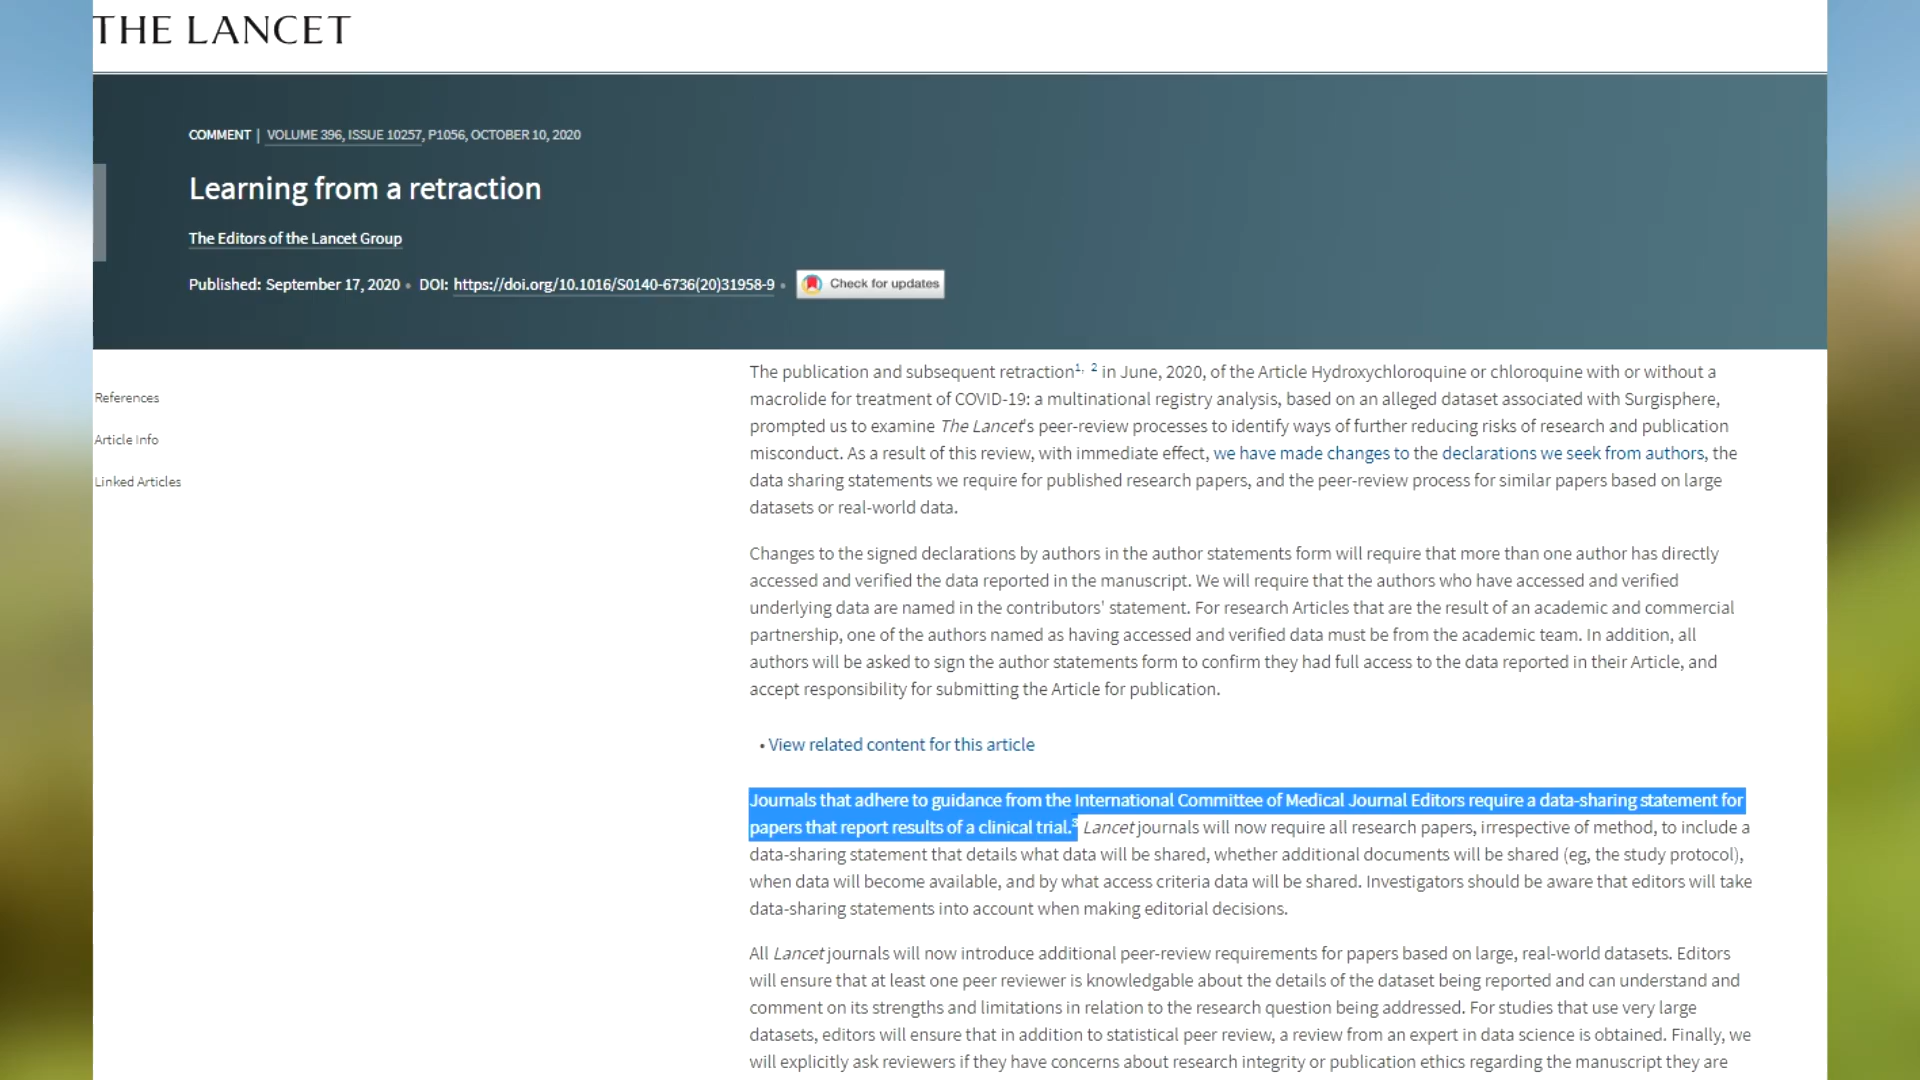 THE LANCET
COMMENT | VOLUME 396, ISSUE 10257, P1056, OCTOBER 10, 2020
Learning from a retraction
The Editors of the Lancet Group
Published: September 17, 2020 • DOI: https://doi.org/10.1016/S0140-6736(20)31958-9 •
Check for updates
References
Article Info
Linked Articles
The publication and subsequent retraction1, 2 in June, 2020, of the Article Hydroxychloroquine or chloroquine with or without a
macrolide for treatment of COVID-19: a multinational registry analysis, based on an alleged dataset associated with Surgisphere,
prompted us to examine The Lancet's peer-review processes to identify ways of further reducing risks of research and publication
misconduct. As a result of this review, with immediate effect, we have made changes to the declarations we seek from authors, the
data sharing statements we require for published research papers, and the peer-review process for similar papers based on large
datasets or real-world data.
Changes to the signed declarations by authors in the author statements form will require that more than one author has directly
accessed and verified the data reported in the manuscript. We will require that the authors who have accessed and verified
underlying data are named in the contributors' statement. For research Articles that are the result of an academic and commercial
partnership, one of the authors named as having accessed and verified data must be from the academic team. In addition, all
authors will be asked to sign the author statements form to confirm they had full access to the data reported in their Article, and
accept responsibility for submitting the Article for publication.
• View related content for this article
Journals that adhere to guidance from the International Committee of Medical Journal Editors require a data-sharing statement for
papers that report results of a clinical trial.3 Lancet journals will now require all research papers, irrespective of method, to include a
data-sharing statement that details what data will be shared, whether additional documents will be shared (eg, the study protocol),
when data will become available, and by what access criteria data will be shared. Investigators should be aware that editors will take
data-sharing statements into account when making editorial decisions.
All Lancet journals will now introduce additional peer-review requirements for papers based on large, real-world datasets. Editors
will ensure that at least one peer reviewer is knowledgable about the details of the dataset being reported and can understand and
comment on its strengths and limitations in relation to the research question being addressed. For studies that use very large
datasets, editors will ensure that in addition to statistical peer review, a review from an expert in data science is obtained. Finally, we
will explicitly ask reviewers if they have concerns about research integrity or publication ethics regarding the manuscript they are